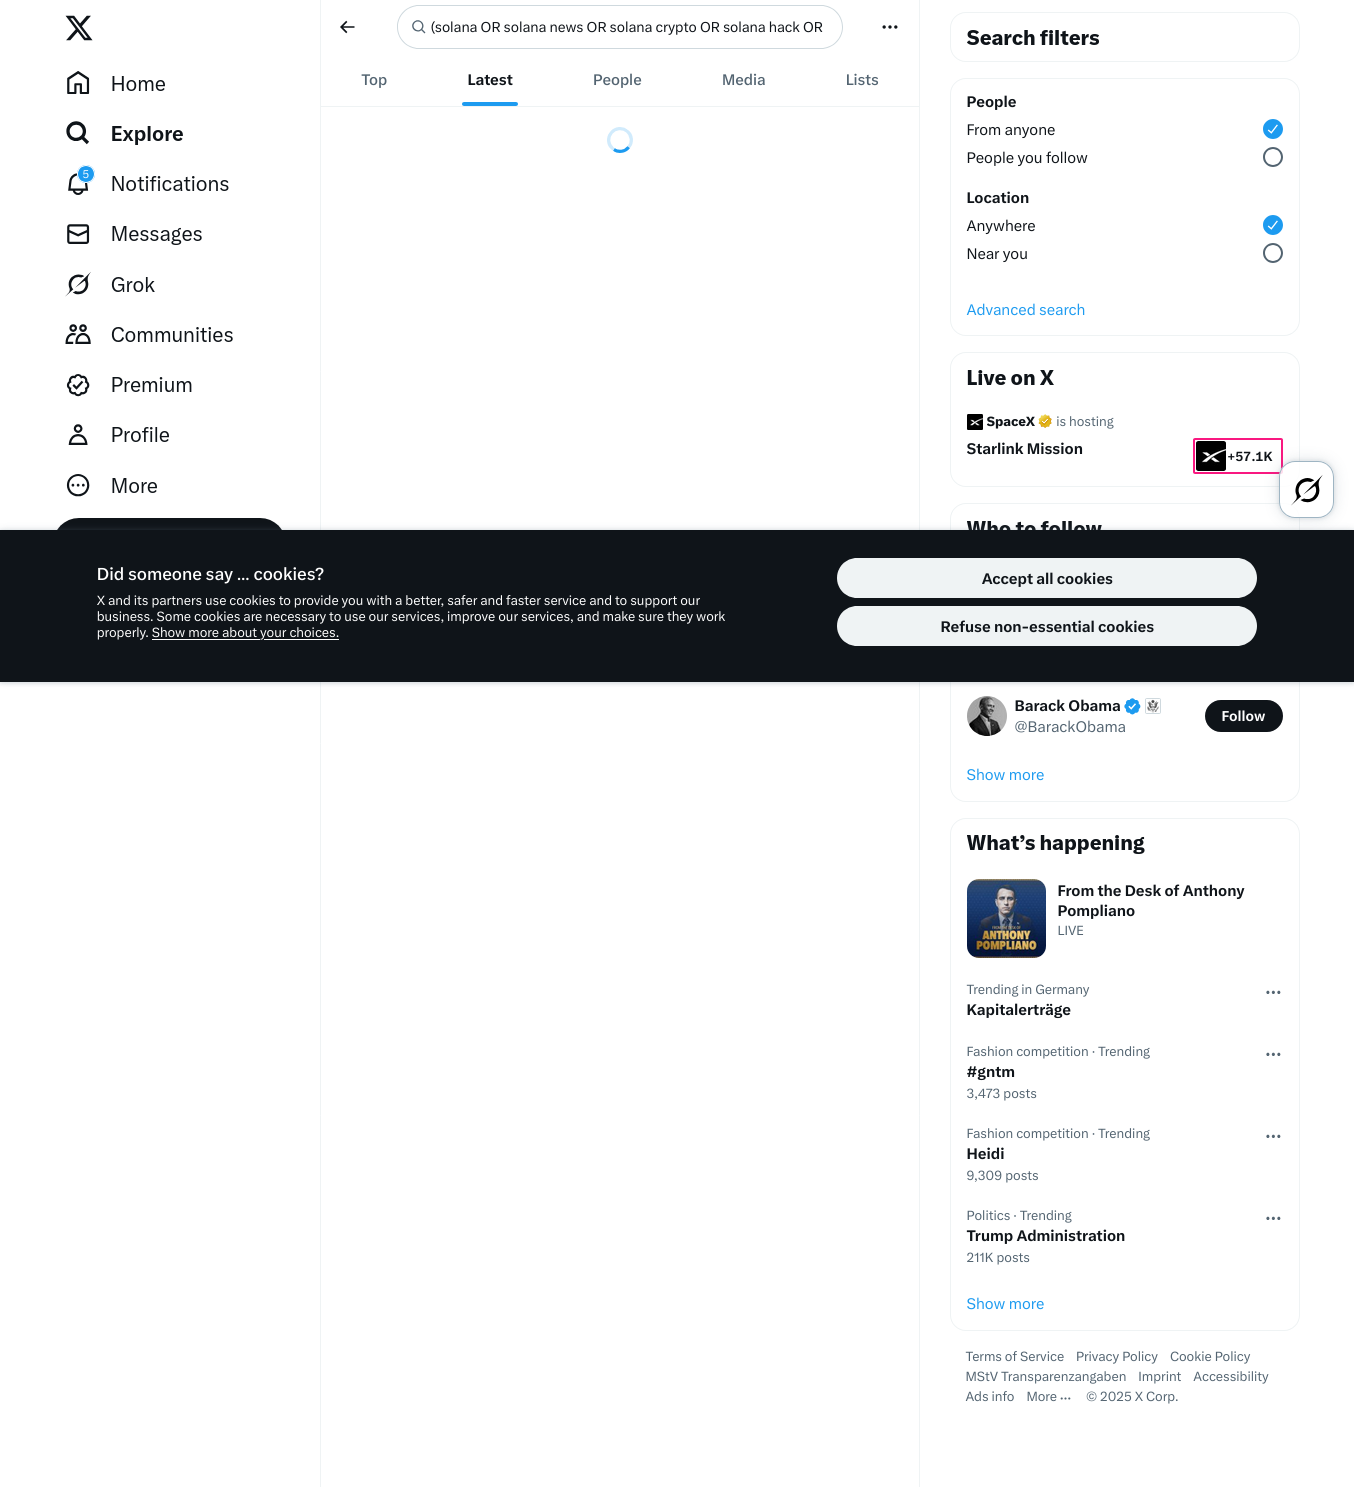 Home
Explore
5
Notifications
Messages
Grok
Communities
Premium
Profile
More
(solana OR solana news OR solana crypto OR solana hack OR
Top
Latest
People
Media
Lists
Search filters
People
From anyone
People you follow
Location
Anywhere
Near you
Advanced search
Live on X
SpaceX is hosting
Starlink Mission
+57.1K
Who to follow
Did someone say … cookies?
X and its partners use cookies to provide you with a better, safer and faster service and to support our
business. Some cookies are necessary to use our services, improve our services, and make sure they work
properly. Show more about your choices.
Accept all cookies
Refuse non-essential cookies
Barack Obama
@BarackObama
Follow
Show more
What’s happening
ANTHONY
POMPLIANO
From the Desk of Anthony
Pompliano
LIVE
Trending in Germany
Kapitalerträge
Fashion competition · Trending
#gntm
3,473 posts
Fashion competition · Trending
Heidi
9,309 posts
Politics · Trending
Trump Administration
211K posts
Show more
Terms of Service Privacy Policy Cookie Policy
MStV Transparenzangaben Imprint Accessibility
Ads info More ··· © 2025 X Corp.